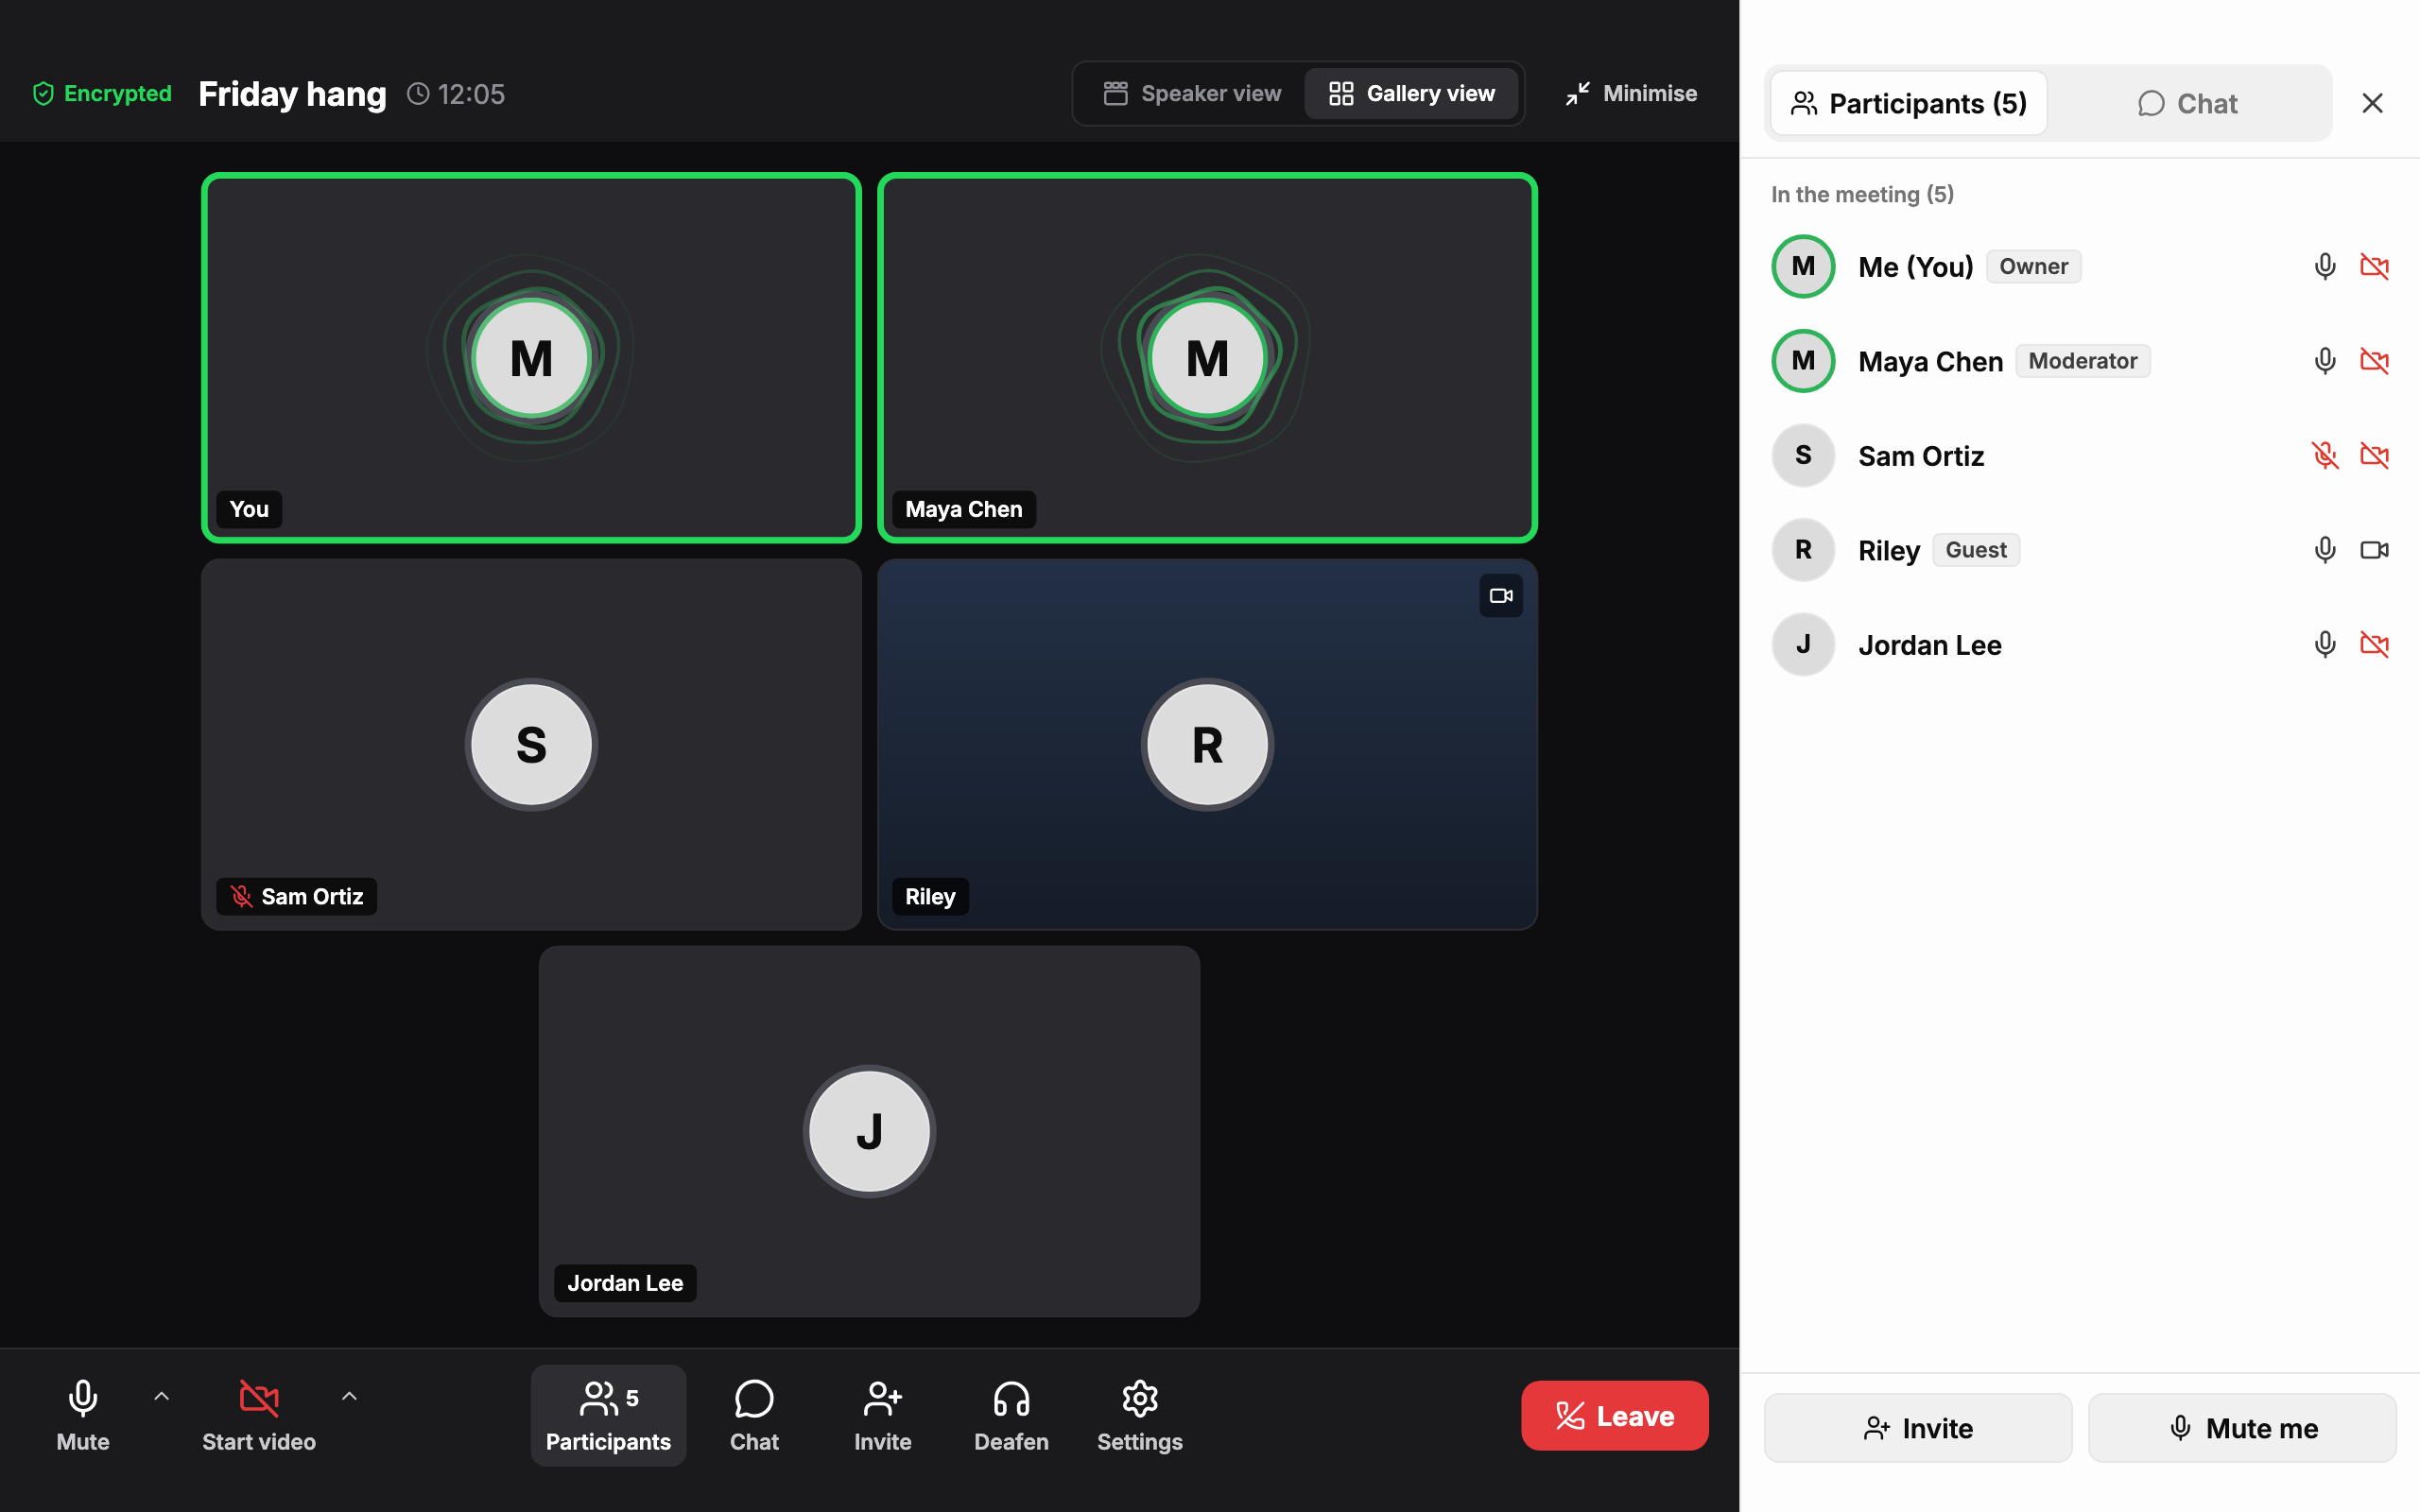 Encrypted Friday hang 12:05
Speaker view Gallery view Minimise
M
You
M
Maya Chen
S
Sam Ortiz
R
Riley
J
Jordan Lee
Mute
Start video
5
Participants
Chat
Invite
Deafen
Settings
Leave
Participants (5) Chat
In the meeting (5)
M Me (You) Owner
M Maya Chen Moderator
S Sam Ortiz
R Riley Guest
J Jordan Lee
Invite Mute me